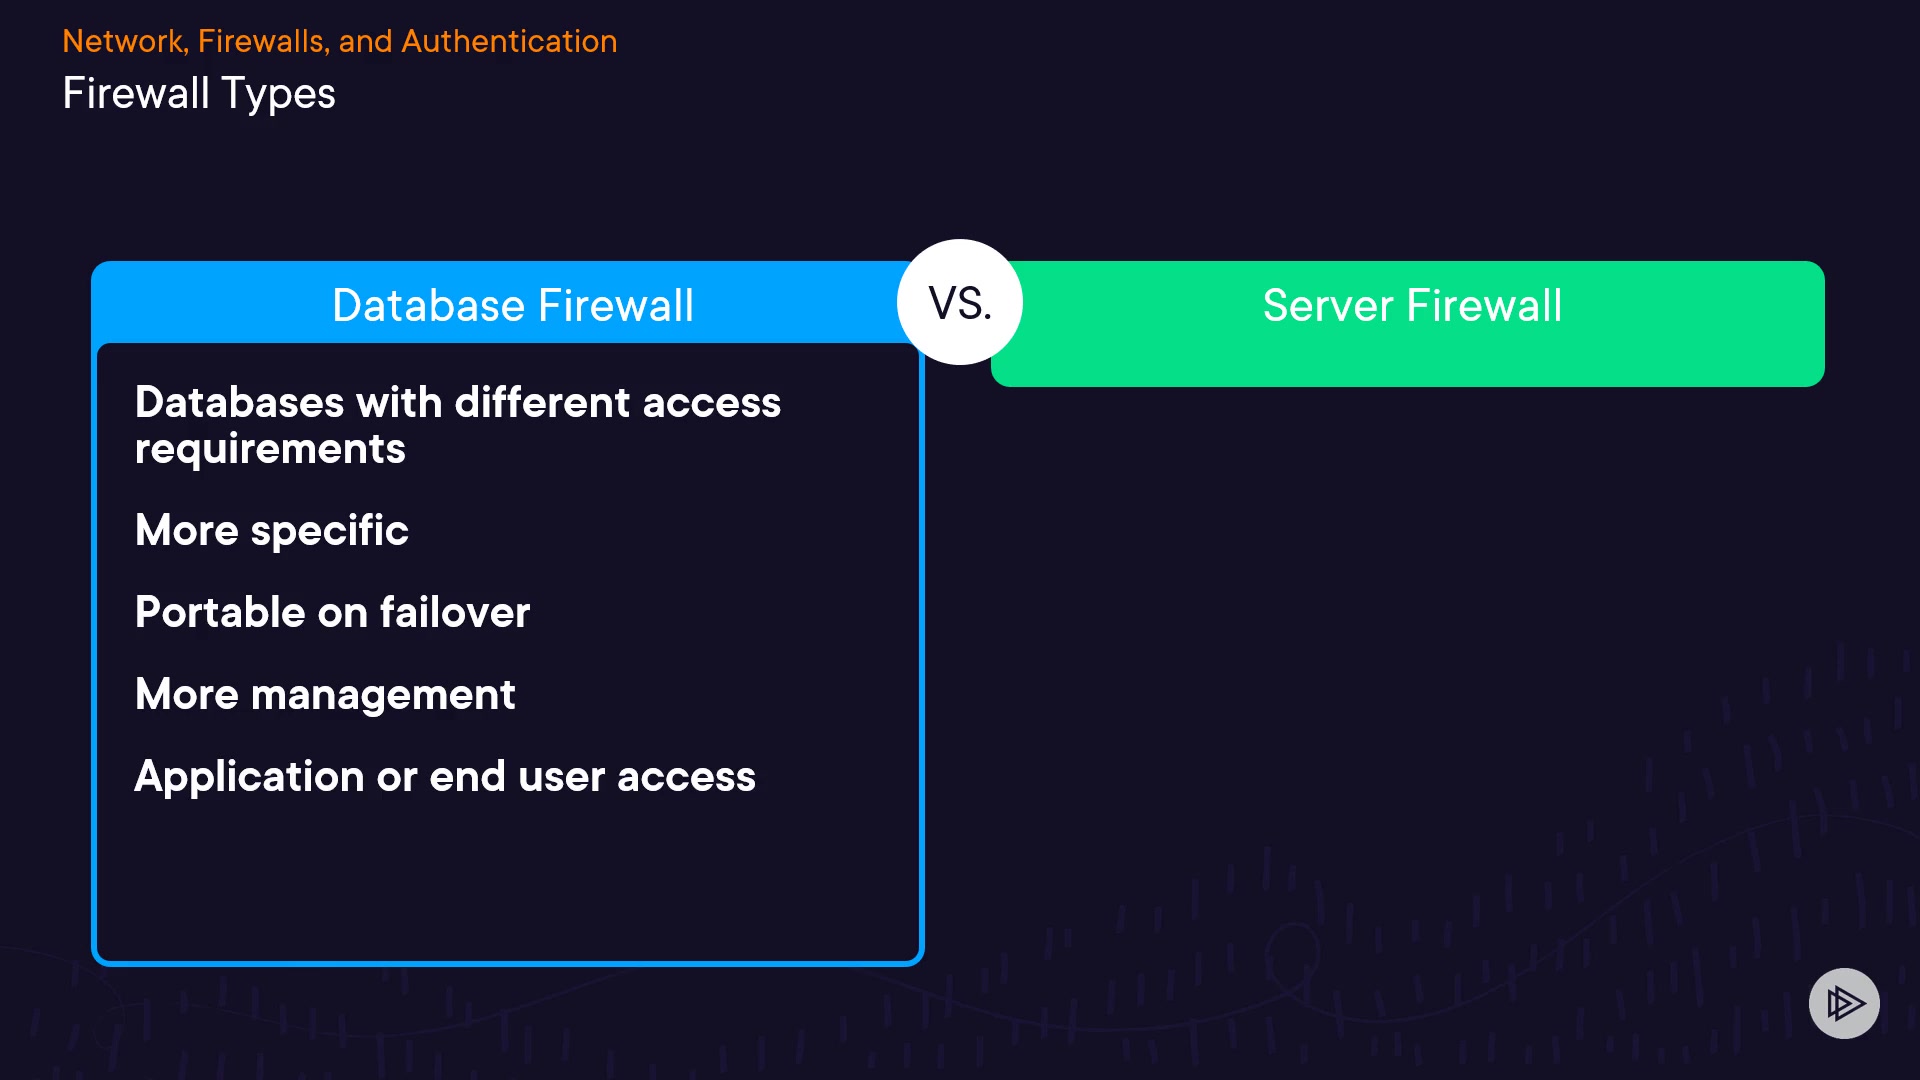 Network, Firewalls, and Authentication
Firewall Types
Database Firewall
VS.
Server Firewall
Databases with different access
requirements
More specific
Portable on failover
More management
Application or end user access